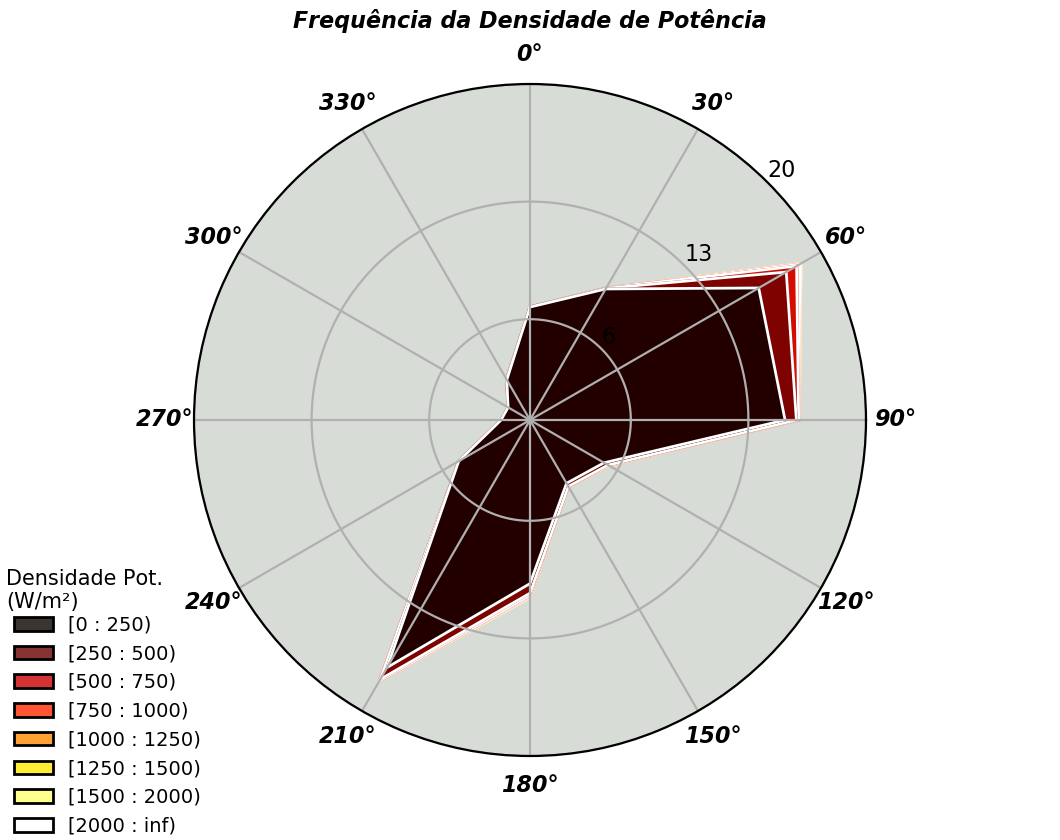 Frequência da Densidade de Potência
0°
330°
30°
20
300°
60°
13
6
270°
90°
240°
120°
210°
150°
180°
Densidade Pot.
(W/m²)
[0 : 250)
[250 : 500)
[500 : 750)
[750 : 1000)
[1000 : 1250)
[1250 : 1500)
[1500 : 2000)
[2000 : inf)